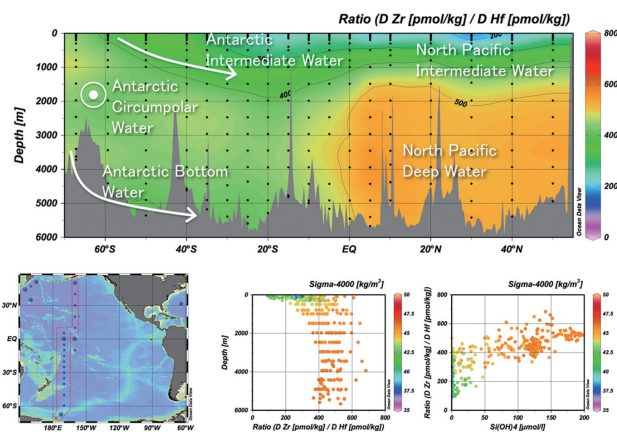 Ratio (D Zr [pmol/kg] / D Hf [pmol/kg])
Antarctic
Intermediate Water
North Pacific
Intermediate Water
Antarctic
Circumpolar
Water
Antarctic Bottom
Water
North Pacific
Deep Water
400
500
200
Depth [m]
0
1000
2000
3000
4000
5000
6000
60°S
40°S
20°S
EQ
20°N
40°N
800
600
400
200
0
Ocean Data View
30°N
EQ
30°S
60°S
180°E
150°W
120°W
90°W
60°W
Ocean Data View
Sigma-4000 [kg/m³]
Depth [m]
0
2000
4000
6000
0
200
400
600
800
Ratio (D Zr [pmol/kg] / D Hf [pmol/kg])
50
47.5
45
42.5
40
37.5
35
Ocean Data View
Sigma-4000 [kg/m³]
Ratio (D Zr [pmol/kg] / D Hf [pmol/kg])
800
600
400
200
0
0
50
100
150
200
Si(OH)4 [µmol/l]
50
47.5
45
42.5
40
37.5
35
Ocean Data View